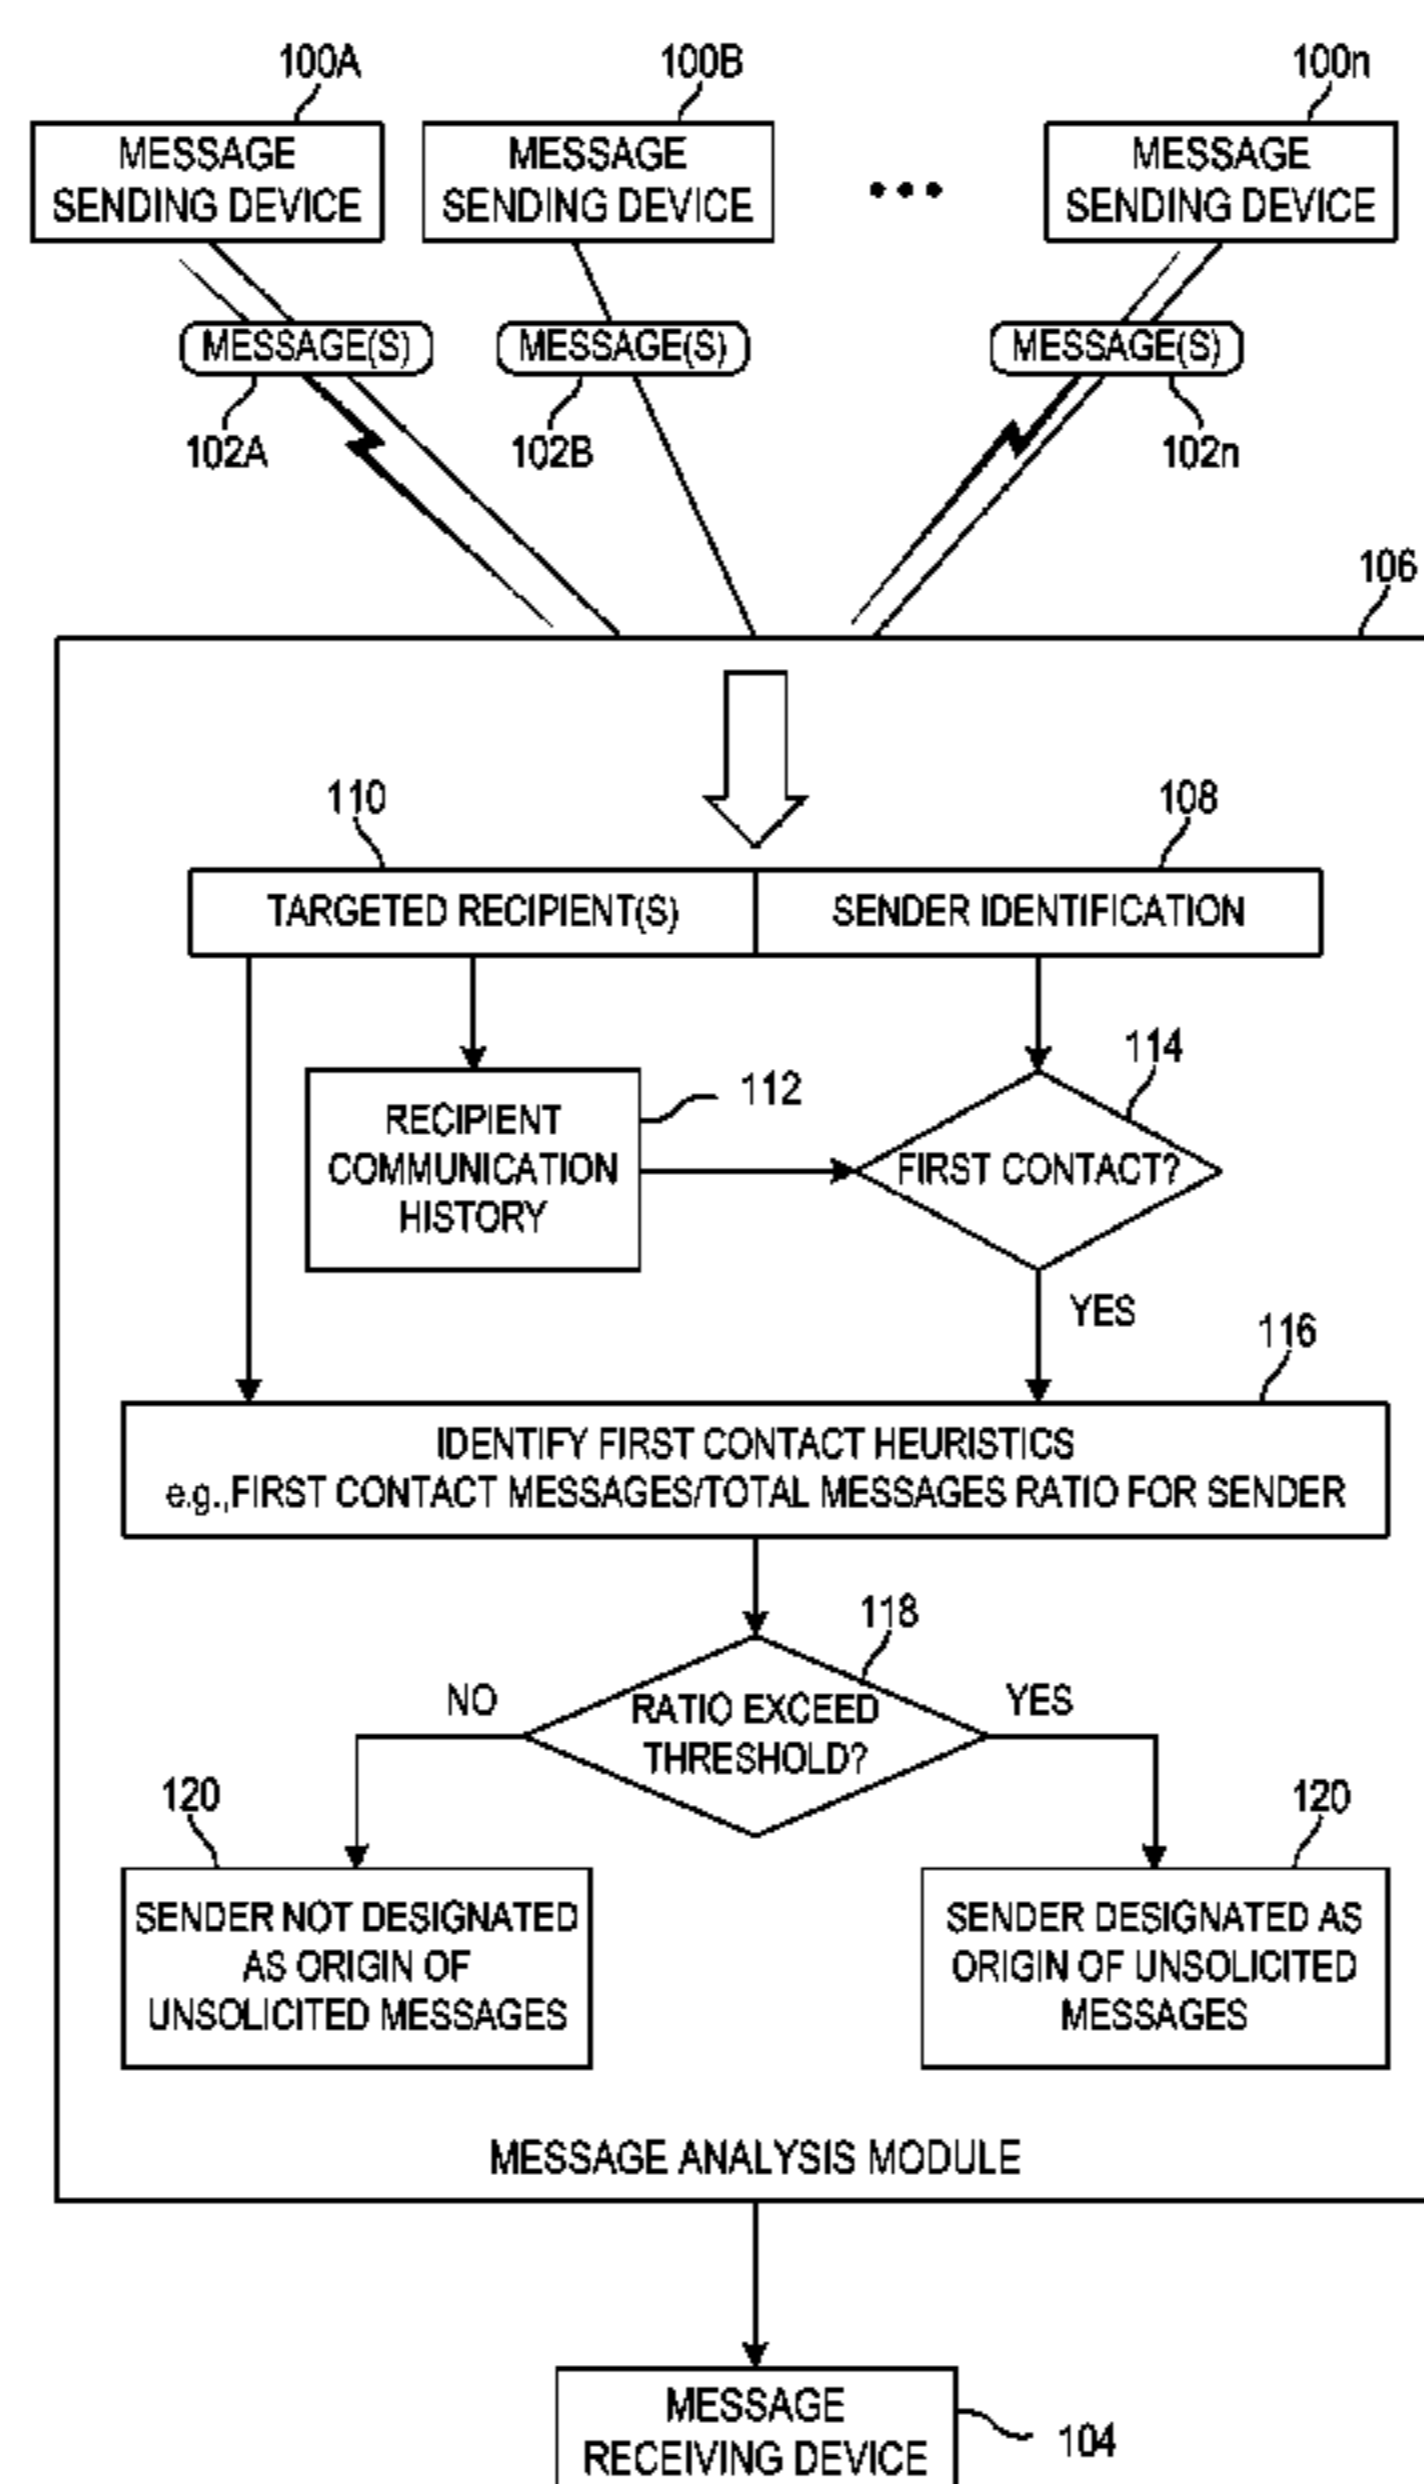 100A
100B
100n
MESSAGE
SENDING DEVICE
MESSAGE
SENDING DEVICE
MESSAGE
SENDING DEVICE
MESSAGE(S)
MESSAGE(S)
MESSAGE(S)
102A
102B
102n
106
110
108
TARGETED RECIPIENT(S)
SENDER IDENTIFICATION
114
112
RECIPIENT
COMMUNICATION
HISTORY
FIRST CONTACT?
YES
116
IDENTIFY FIRST CONTACT HEURISTICS
e.g.,FIRST CONTACT MESSAGES/TOTAL MESSAGES RATIO FOR SENDER
118
NO
RATIO EXCEED
THRESHOLD?
YES
120
120
SENDER NOT DESIGNATED
AS ORIGIN OF
UNSOLICITED MESSAGES
SENDER DESIGNATED AS
ORIGIN OF UNSOLICITED
MESSAGES
MESSAGE ANALYSIS MODULE
MESSAGE
RECEIVING DEVICE
104